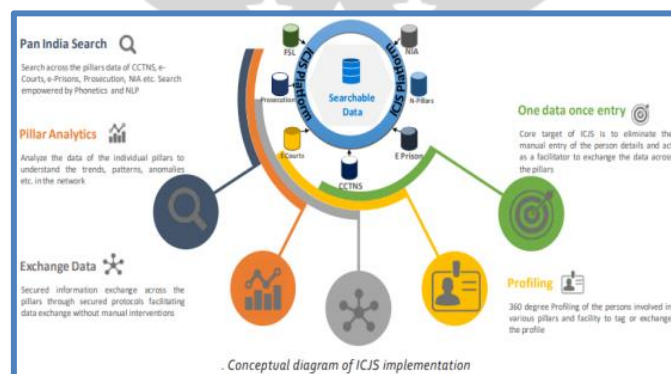 Pan India Search
Search across the pillars data of CCTNS, e-
Courts, e-Prisons, Prosecution, NIA etc. Search
empowered by Phonetics and NLP
Pillar Analytics
Analyze the data of the individual pillars to
understand the trends, patterns, anomalies
etc. in the network
Exchange Data
Secured information exchange across the
pillars through secured protocols facilitating
data exchange without manual interventions
FSL
NIA
ICJS Platform
ICJS Platform
Prosecution
Searchable
Data
N-Pillars
E Courts
E Prison
CCTNS
One data once entry
Core target of ICJS is to eliminate the
manual entry of the person details and act
as a facilitator to exchange the data across
the pillars
Profiling
360 degree Profiling of the persons involved in
various pillars and facility to tag or exchange
the profile
. Conceptual diagram of ICJS implementation